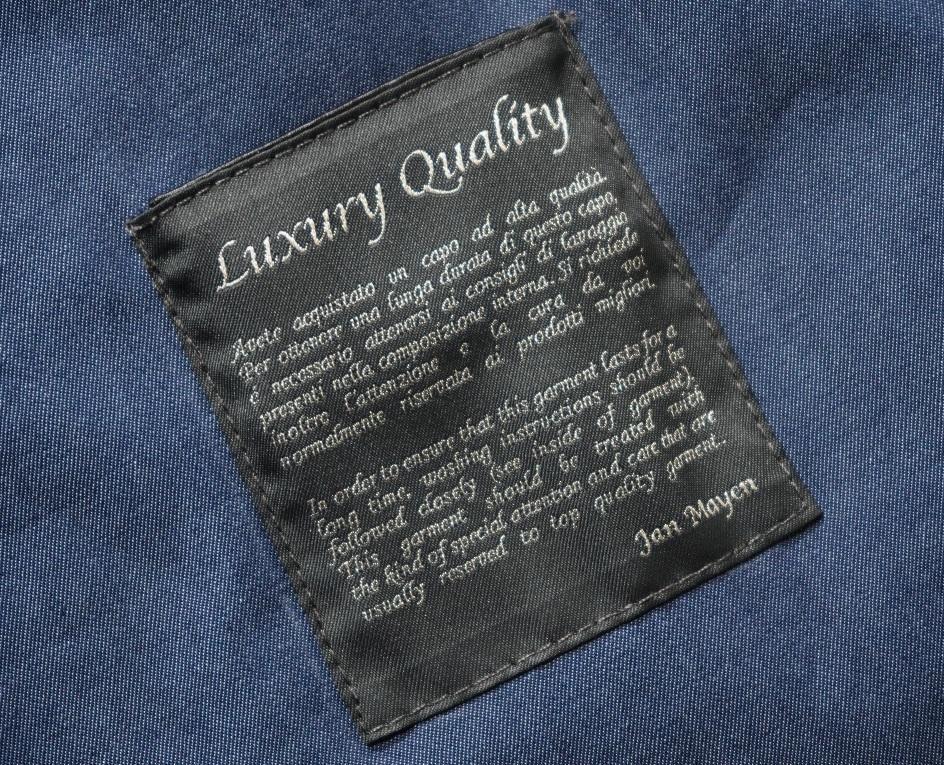 Luxury Quality
Avete acquistato un capo ad alta qualità.
Per ottenere una lunga durata di questo capo,
è necessario attenersi ai consigli di lavaggio
presenti nella composizione interna. Si richiede
inoltre l'attenzione e la cura da voi
normalmente riservata ai prodotti migliori.
In order to ensure that this garment lasts for a
long time, washing instructions should be
followed closely (see inside of garment).
This garment should be treated with
the kind of special attention and care that are
usually reserved to top quality garment..
Jan Mayen